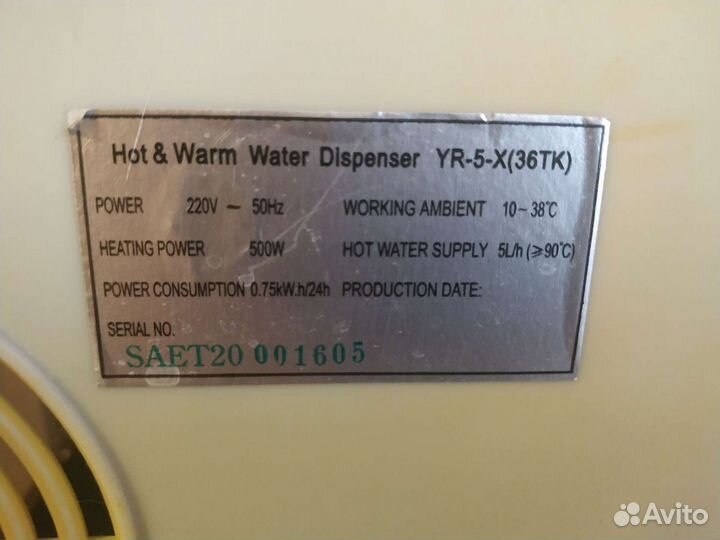 Hot & Warm Water Dispenser YR-5-X(36TK)
POWER 220V ~ 50Hz WORKING AMBIENT 10~38℃
HEATING POWER 500W HOT WATER SUPPLY 5L/h (≥90℃)
POWER CONSUMPTION 0.75kW.h/24h PRODUCTION DATE:
SERIAL NO.
SAET20 001605
Avito